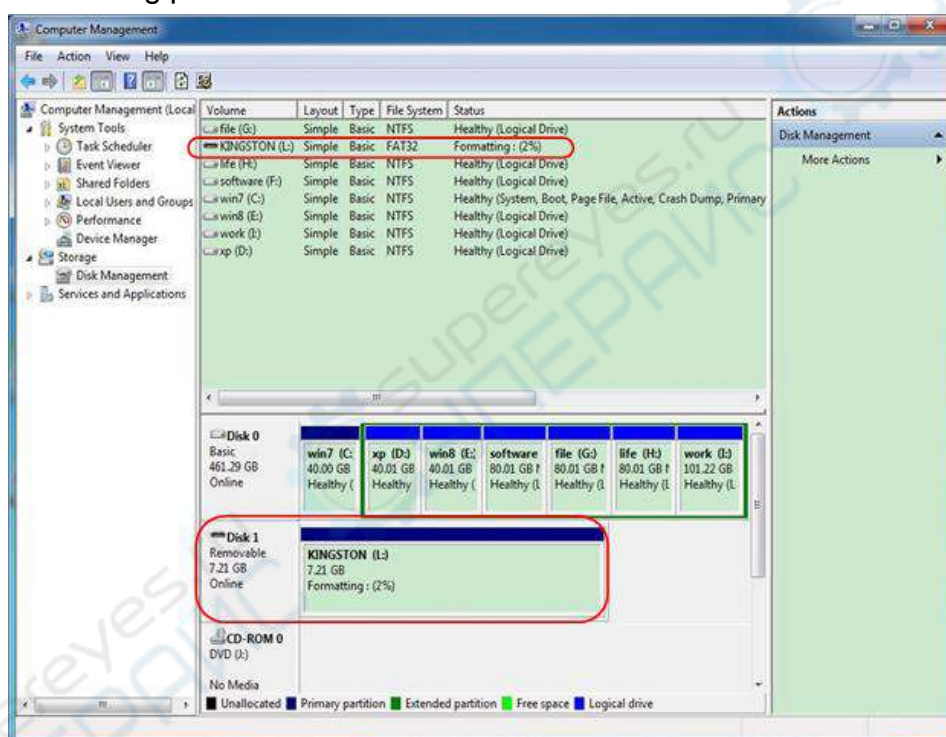 Computer Management
File Action View Help
Computer Management (Local
System Tools
Task Scheduler
Event Viewer
Shared Folders
Local Users and Groups
Performance
Device Manager
Storage
Disk Management
Services and Applications
Volume Layout Type File System Status
file (G:) Simple Basic NTFS Healthy (Logical Drive)
KINGSTON (L:) Simple Basic FAT32 Formatting : (2%)
life (H:) Simple Basic NTFS Healthy (Logical Drive)
software (F:) Simple Basic NTFS Healthy (Logical Drive)
win7 (C:) Simple Basic NTFS Healthy (System, Boot, Page File, Active, Crash Dump, Primary
win8 (E:) Simple Basic NTFS Healthy (Logical Drive)
work (I:) Simple Basic NTFS Healthy (Logical Drive)
xp (D:) Simple Basic NTFS Healthy (Logical Drive)
Actions
Disk Management
More Actions
Disk 0
Basic
461.29 GB
Online
win7 (C:
40.00 GB
Healthy (
xp (D:)
40.01 GB
Healthy
win8 (E:
40.01 GB
Healthy (
software
80.01 GB
Healthy (L
file (G:)
80.01 GB
Healthy (L
life (H:)
80.01 GB
Healthy (L
work (I:)
101.22 GB
Healthy (L
Disk 1
Removable
7.21 GB
Online
KINGSTON (L:)
7.21 GB
Formatting : (2%)
CD-ROM 0
DVD (J:)
No Media
Unallocated Primary partition Extended partition Free space Logical drive
supereyes.ru
СУПЕРАЙС